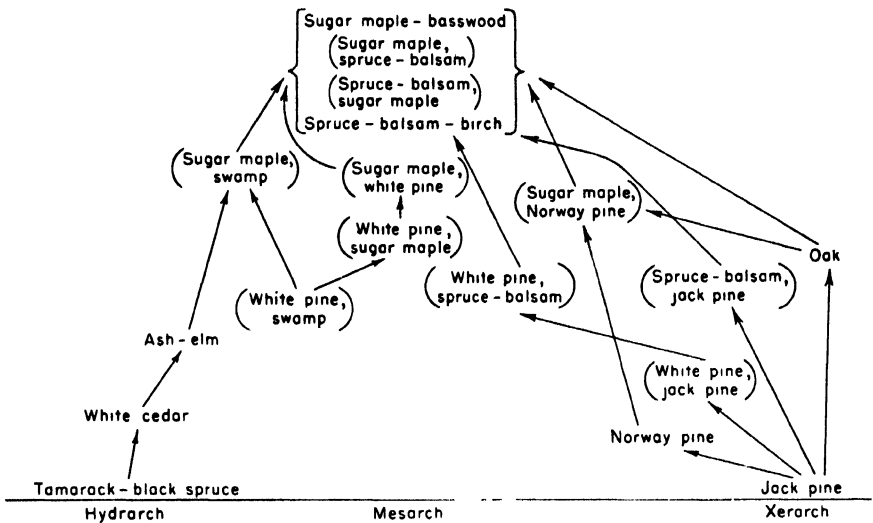 Sugar maple - basswood
(Sugar maple,
spruce - balsam)
(Spruce - balsam,
sugar maple)
Spruce - balsam - birch
(Sugar maple,
swamp)
(Sugar maple,
white pine)
(Sugar maple,
Norway pine)
(White pine,
sugar maple)
Oak
(White pine,
swamp)
(White pine,
spruce - balsam)
(Spruce - balsam,
jack pine)
Ash - elm
(White pine,
jack pine)
White cedar
Norway pine
Tamarack - black spruce
Jack pine
Hydrarch
Mesarch
Xerarch